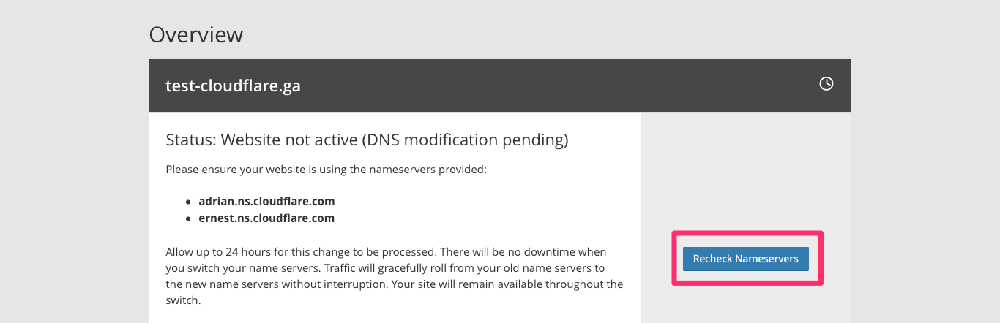 Overview
test-cloudflare.ga
Status: Website not active (DNS modification pending)
Please ensure your website is using the nameservers provided:
adrian.ns.cloudflare.com
ernest.ns.cloudflare.com
Allow up to 24 hours for this change to be processed. There will be no downtime when
you switch your name servers. Traffic will gracefully roll from your old name servers to
the new name servers without interruption. Your site will remain available throughout the
switch.
Recheck Nameservers